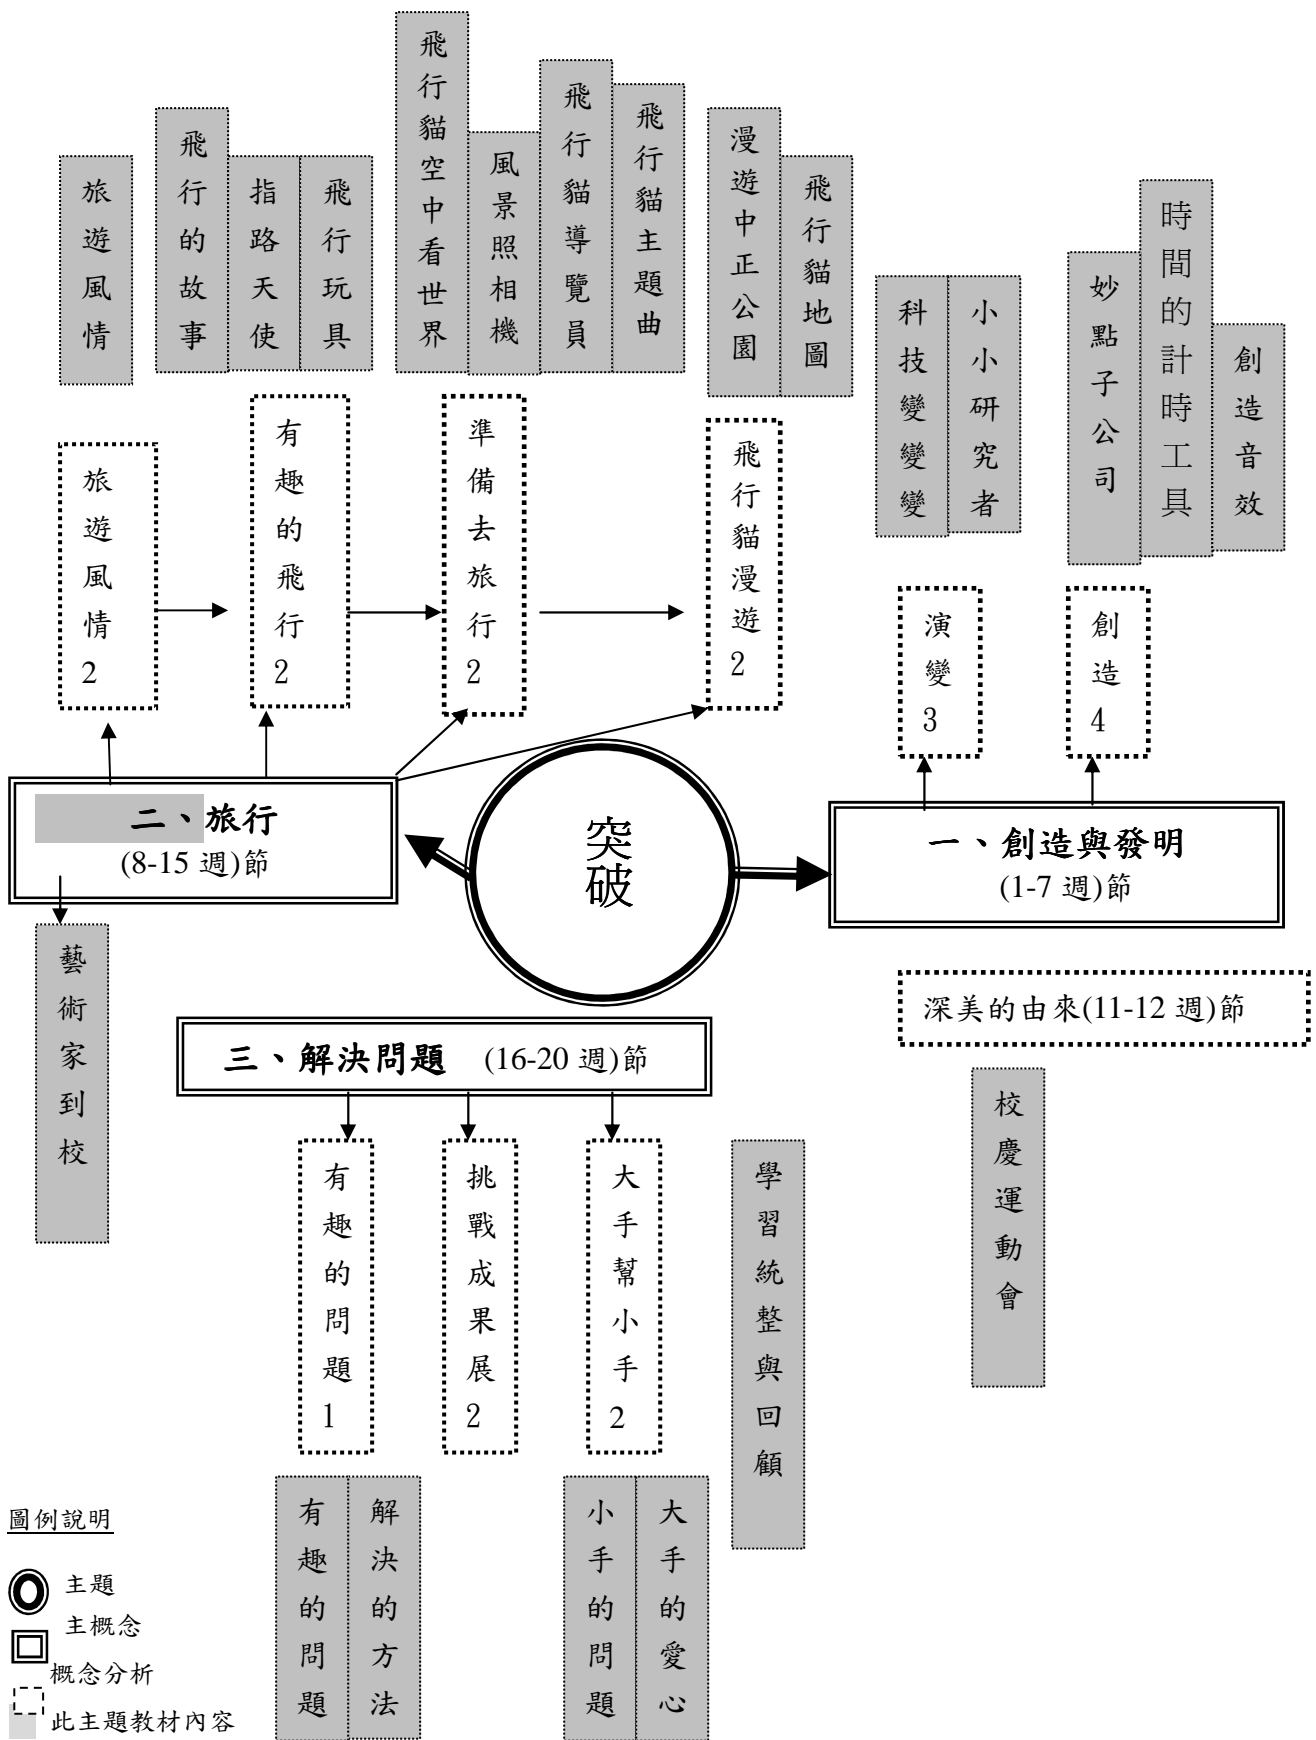 旅遊風情
飛行的故事
指路天使
飛行玩具
飛行貓空中看世界
風景照相機
飛行貓導覽員
飛行貓主題曲
漫遊中正公園
飛行貓地圖
科技變變變
小小研究者
妙點子公司
時間的計時工具
創造音效
旅遊風情2
有趣的飛行2
準備去旅行2
飛行貓漫遊2
演變3
創造4
二、旅行
(8-15 週)節
突破
一、創造與發明
(1-7 週)節
藝術家到校
深美的由來(11-12 週)節
三、解決問題 (16-20 週)節
校慶運動會
有趣的問題1
挑戰成果展2
大手幫小手2
學習統整與回顧
有趣的問題
解決的方法
小手的問題
大手的愛心
圖例說明
主題
主概念
概念分析
此主題教材內容